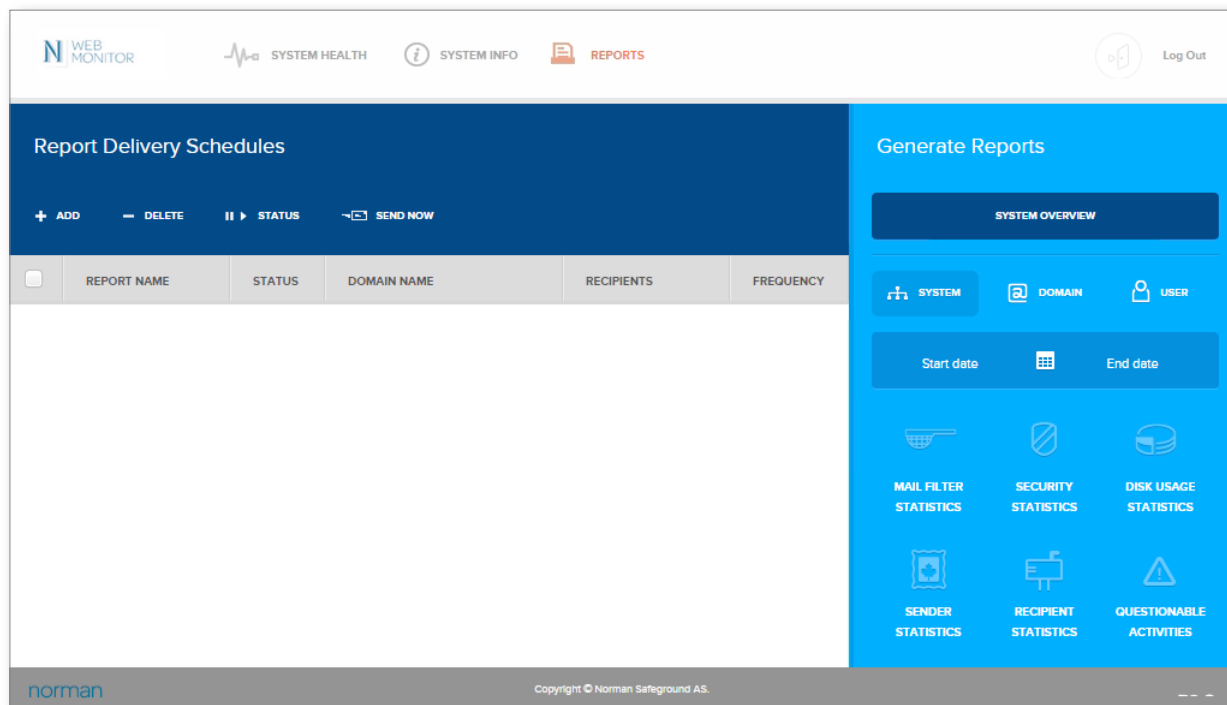 N WEB MONITOR
SYSTEM HEALTH
SYSTEM INFO
REPORTS
Log Out
Report Delivery Schedules
ADD
DELETE
STATUS
SEND NOW
REPORT NAME
STATUS
DOMAIN NAME
RECIPIENTS
FREQUENCY
Generate Reports
SYSTEM OVERVIEW
SYSTEM
DOMAIN
USER
Start date
End date
MAIL FILTER
STATISTICS
SECURITY
STATISTICS
DISK USAGE
STATISTICS
SENDER
STATISTICS
RECIPIENT
STATISTICS
QUESTIONABLE
ACTIVITIES
norman
Copyright © Norman Safeground AS.